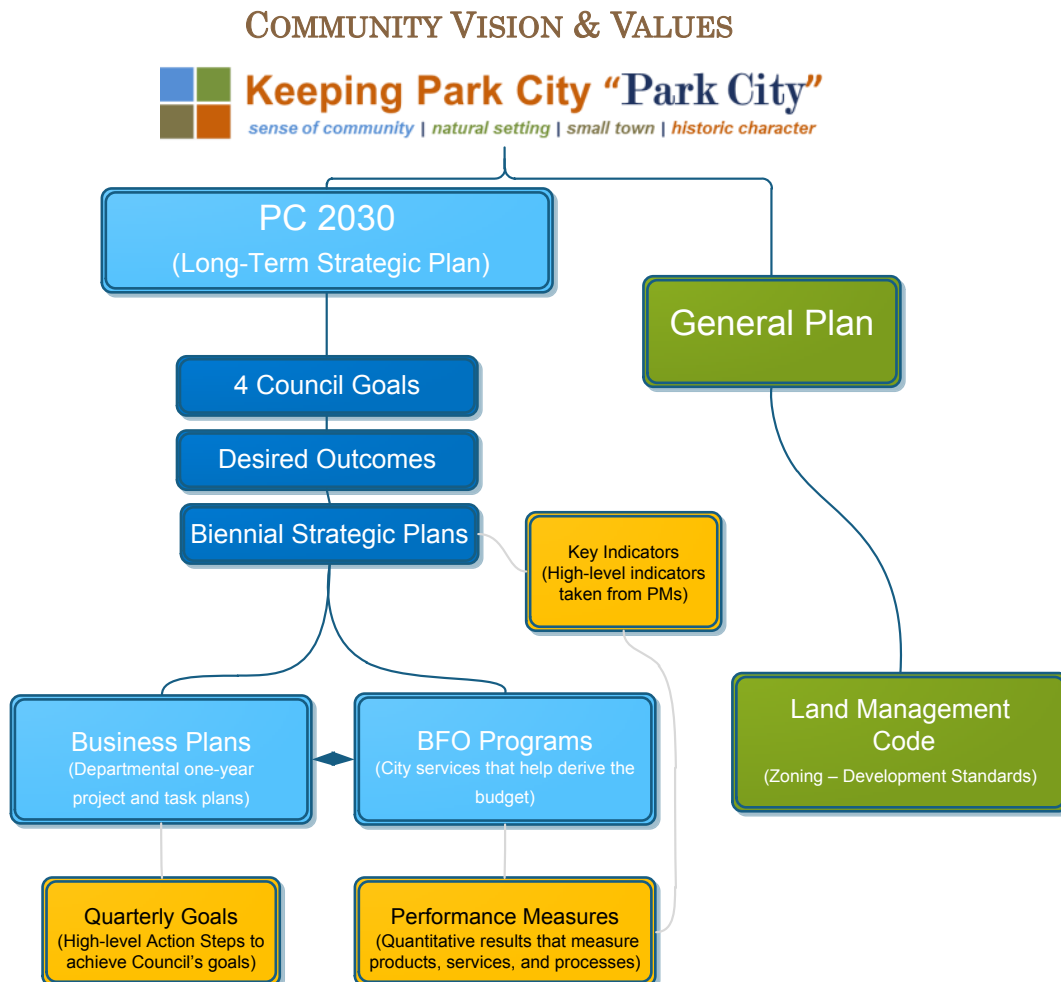 COMMUNITY VISION & VALUES
Keeping Park City “Park City”
sense of community | natural setting | small town | historic character
PC 2030
(Long-Term Strategic Plan)
General Plan
4 Council Goals
Desired Outcomes
Biennial Strategic Plans
Key Indicators
(High-level indicators
taken from PMs)
Business Plans
(Departmental one-year
project and task plans)
BFO Programs
(City services that help derive the
budget)
Land Management
Code
(Zoning – Development Standards)
Quarterly Goals
(High-level Action Steps to
achieve Council’s goals)
Performance Measures
(Quantitative results that measure
products, services, and processes)